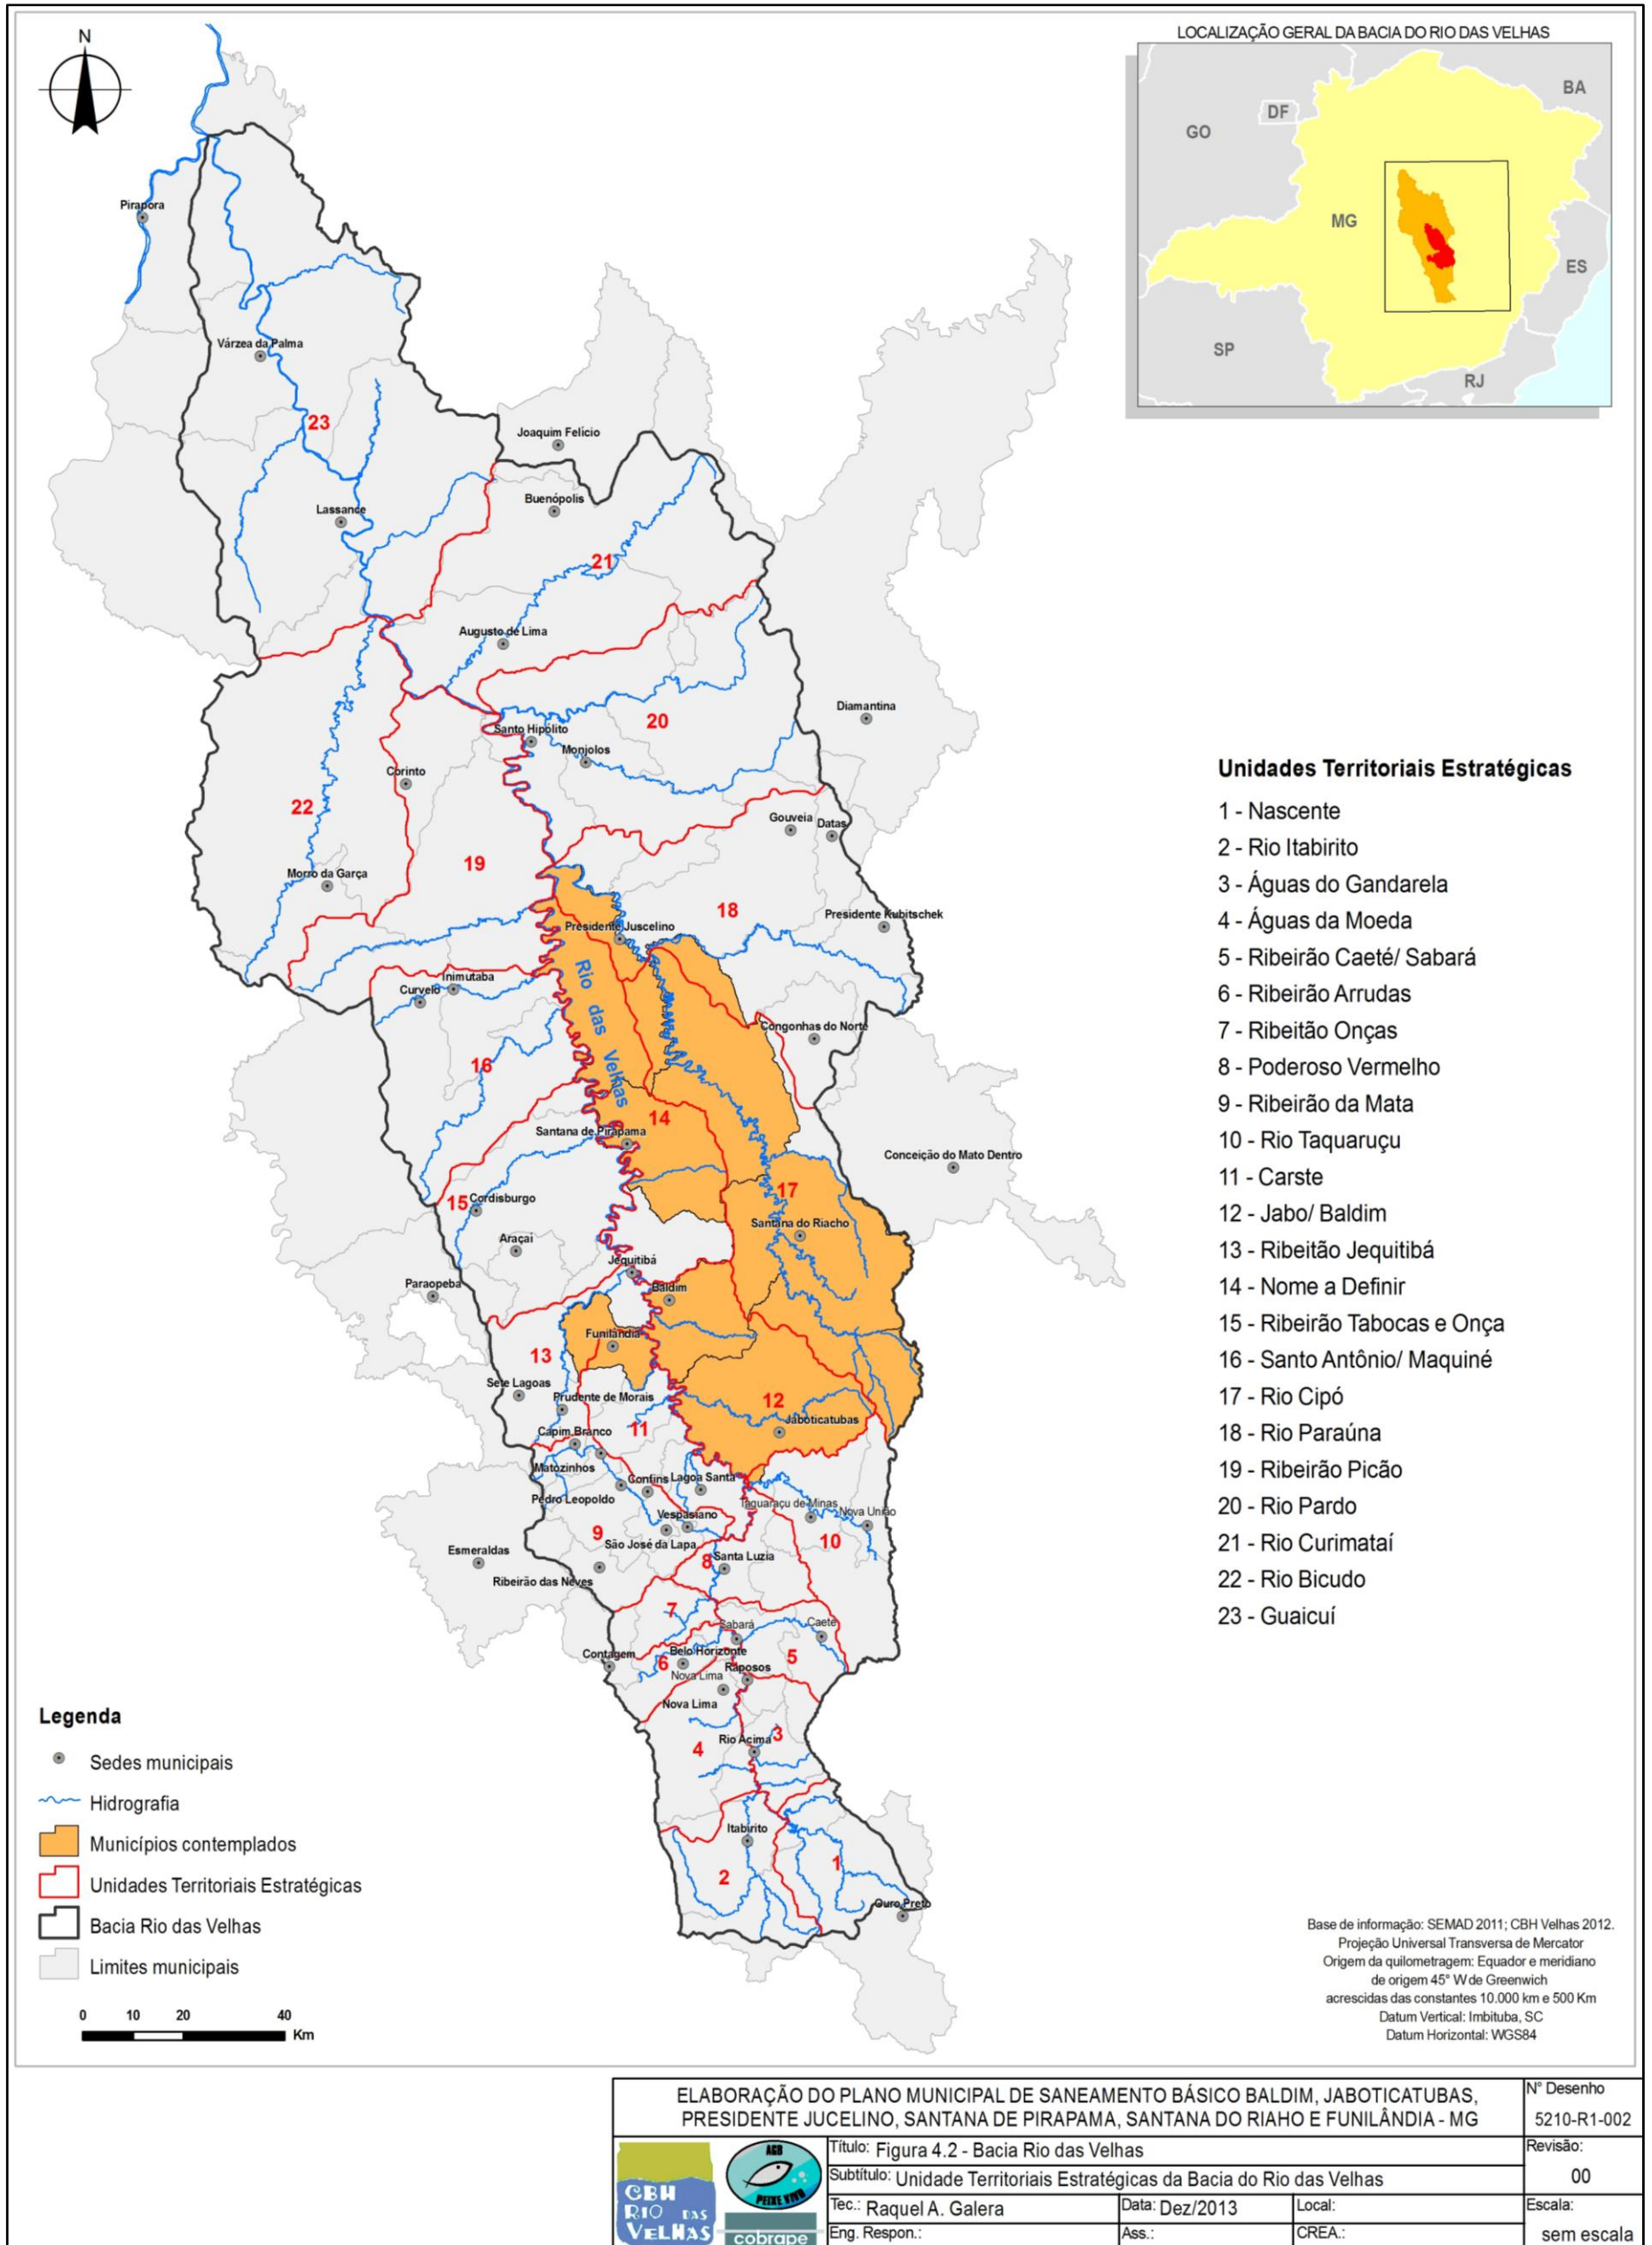 N
LOCALIZAÇÃO GERAL DA BACIA DO RIO DAS VELHAS
BA
DF
GO
MG
ES
SP
RJ
Pirapora
Várzea da Palma
23
Joaquim Felício
Buenópolis
Lassance
21
Augusto de Lima
20
Diamantina
Santo Hipólito
Monjolos
Corinto
22
Gouveia
Datas
19
Morro da Garça
18
Presidente Kubitschek
Presidente Juscelino
Rio das Velhas
Inimutaba
Curvelo
Congonhas do Norte
16
14
Santana de Pirapama
Conceição do Mato Dentro
17
15
Cordisburgo
Santana do Riacho
Araçaí
Jequitibá
Paraopeba
Baldim
Funilândia
13
Sete Lagoas
Prudente de Morais
12
Jaboticatubas
11
Capim Branco
Matozinhos
Confins
Lagoa Santa
Pedro Leopoldo
Taquaraçu de Minas
Nova União
Vespasiano
9
São José da Lapa
10
Esmeraldas
8
Santa Luzia
Ribeirão das Neves
7
Sabará
Caeté
Contagem
6
Belo Horizonte
5
Nova Lima
Raposos
Nova Lima
4
Rio Acima
3
Itabirito
2
1
Ouro Preto
Unidades Territoriais Estratégicas
1 - Nascente
2 - Rio Itabirito
3 - Águas do Gandarela
4 - Águas da Moeda
5 - Ribeirão Caeté/ Sabará
6 - Ribeirão Arrudas
7 - Ribeitão Onças
8 - Poderoso Vermelho
9 - Ribeirão da Mata
10 - Rio Taquaruçu
11 - Carste
12 - Jabo/ Baldim
13 - Ribeitão Jequitibá
14 - Nome a Definir
15 - Ribeirão Tabocas e Onça
16 - Santo Antônio/ Maquiné
17 - Rio Cipó
18 - Rio Paraúna
19 - Ribeirão Picão
20 - Rio Pardo
21 - Rio Curimataí
22 - Rio Bicudo
23 - Guaicuí
Legenda
Sedes municipais
Hidrografia
Municípios contemplados
Unidades Territoriais Estratégicas
Bacia Rio das Velhas
Limites municipais
0 10 20 40
Km
Base de informação: SEMAD 2011; CBH Velhas 2012.
Projeção Universal Transversa de Mercator
Origem da quilometragem: Equador e meridiano
de origem 45° W de Greenwich
acrescidas das constantes 10.000 km e 500 Km
Datum Vertical: Imbituba, SC
Datum Horizontal: WGS84
ELABORAÇÃO DO PLANO MUNICIPAL DE SANEAMENTO BÁSICO BALDIM, JABOTICATUBAS,
PRESIDENTE JUCELINO, SANTANA DE PIRAPAMA, SANTANA DO RIAHO E FUNILÂNDIA - MG
N° Desenho
5210-R1-002
CBH
RIO DAS
VELHAS
AGB
PEIXE VIVO
cobrape
Título: Figura 4.2 - Bacia Rio das Velhas
Revisão:
00
Subtítulo: Unidade Territoriais Estratégicas da Bacia do Rio das Velhas
Tec.: Raquel A. Galera
Data: Dez/2013
Local:
Escala:
sem escala
Eng. Respon.:
Ass.:
CREA.: